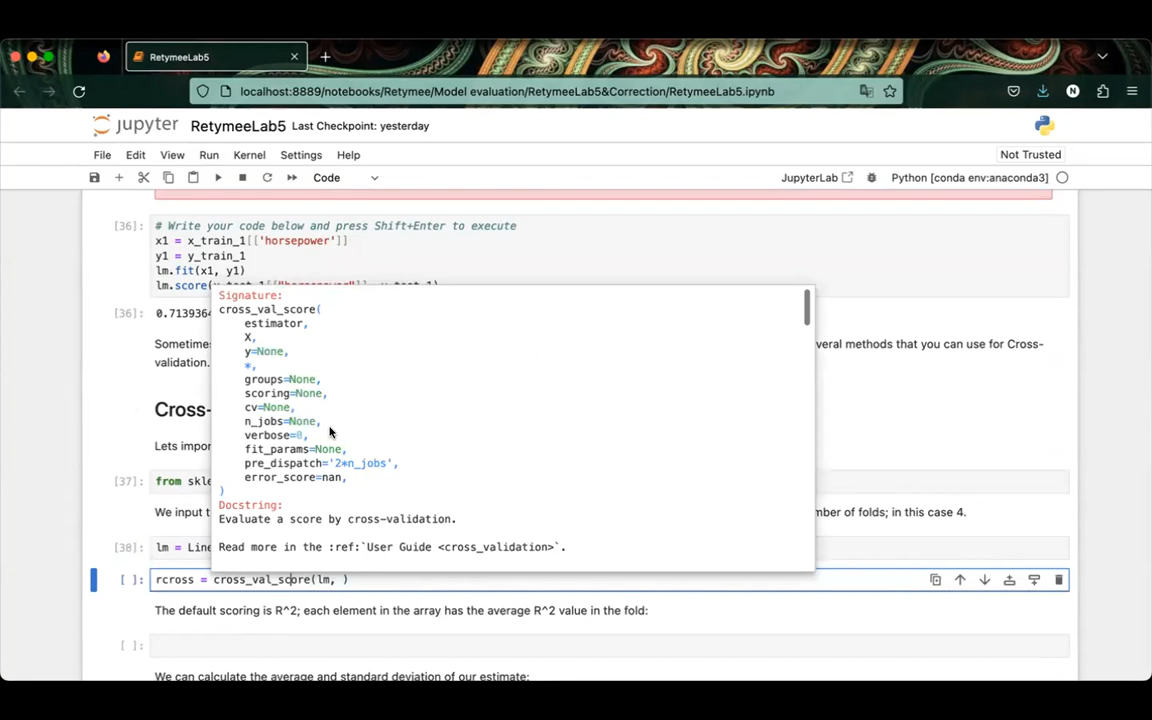 RetymeeLab5
localhost:8889/notebooks/Retymee/Model evaluation/RetymeeLab5&Correction/RetymeeLab5.ipynb
N
jupyter RetymeeLab5 Last Checkpoint: yesterday
File Edit View Run Kernel Settings Help Not Trusted
Code JupyterLab Python [conda env:anaconda3]
[36]: # Write your code below and press Shift+Enter to execute
x1 = x_train_1[['horsepower']]
y1 = y_train_1
lm.fit(x1, y1)
lm.score(
[36]: 0.713936
Sometimes
several methods that you can use for Cross-
validation.
Signature:
cross_val_score(
estimator,
X,
y=None,
*,
groups=None,
scoring=None,
cv=None,
n_jobs=None,
verbose=0,
fit_params=None,
pre_dispatch='2*n_jobs',
error_score=nan,
)
Docstring:
Evaluate a score by cross-validation.
Read more in the :ref:`User Guide <cross_validation>`.
Cross-
Lets impor
[37]: from skl
We input
mber of folds; in this case 4.
[38]: lm = Line
[ ]: rcross = cross_val_score(lm, )
The default scoring is R^2; each element in the array has the average R^2 value in the fold:
[ ]:
We can calculate the average and standard deviation of our estimate: